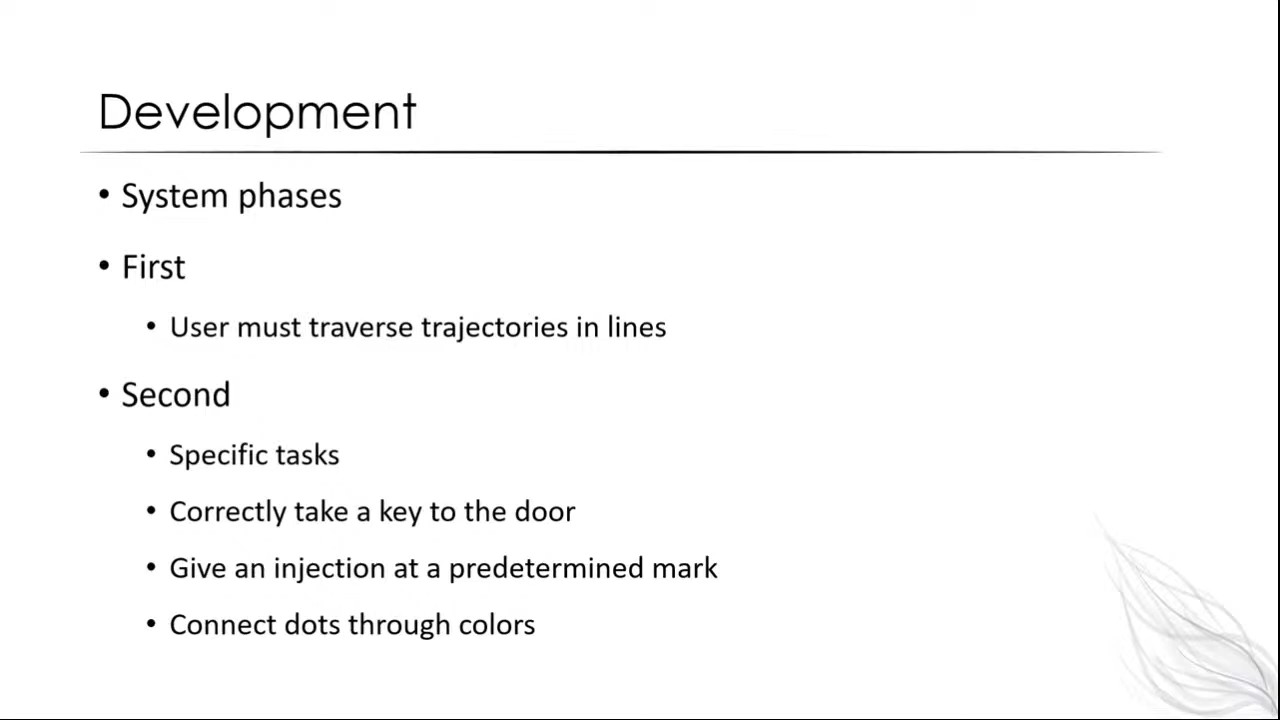 Development
• System phases
• First
• User must traverse trajectories in lines
• Second
• Specific tasks
• Correctly take a key to the door
• Give an injection at a predetermined mark
• Connect dots through colors